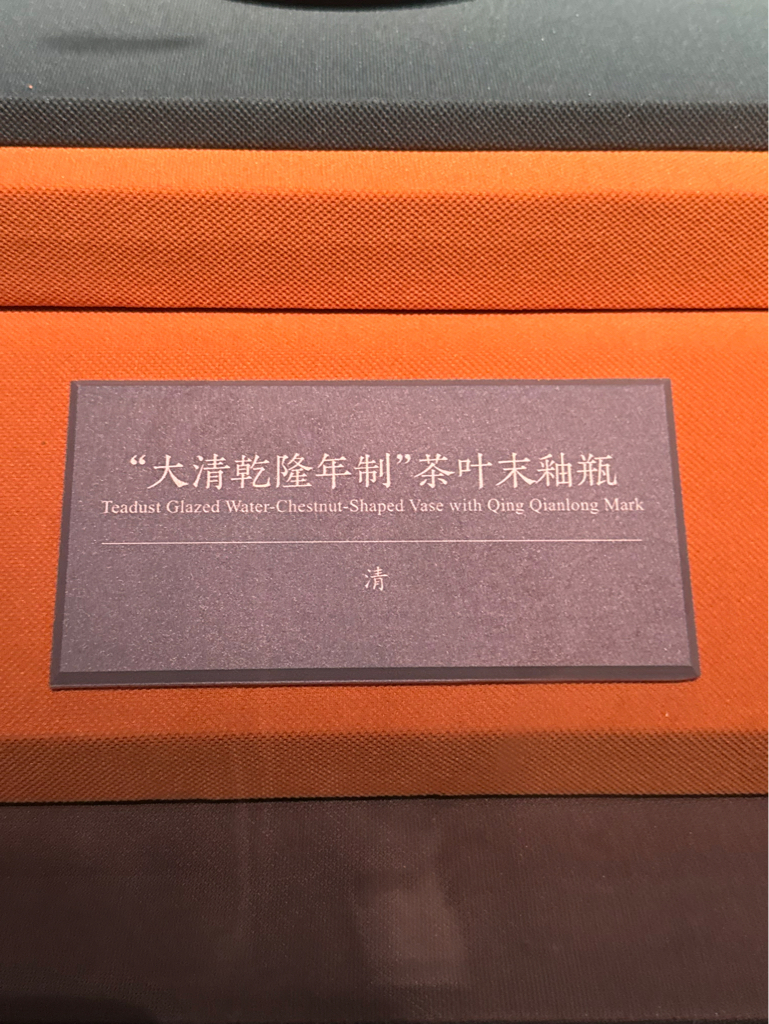 “大清乾隆年制”茶叶末釉瓶
Teadust Glazed Water-Chestnut-Shaped Vase with Qing Qianlong Mark
清